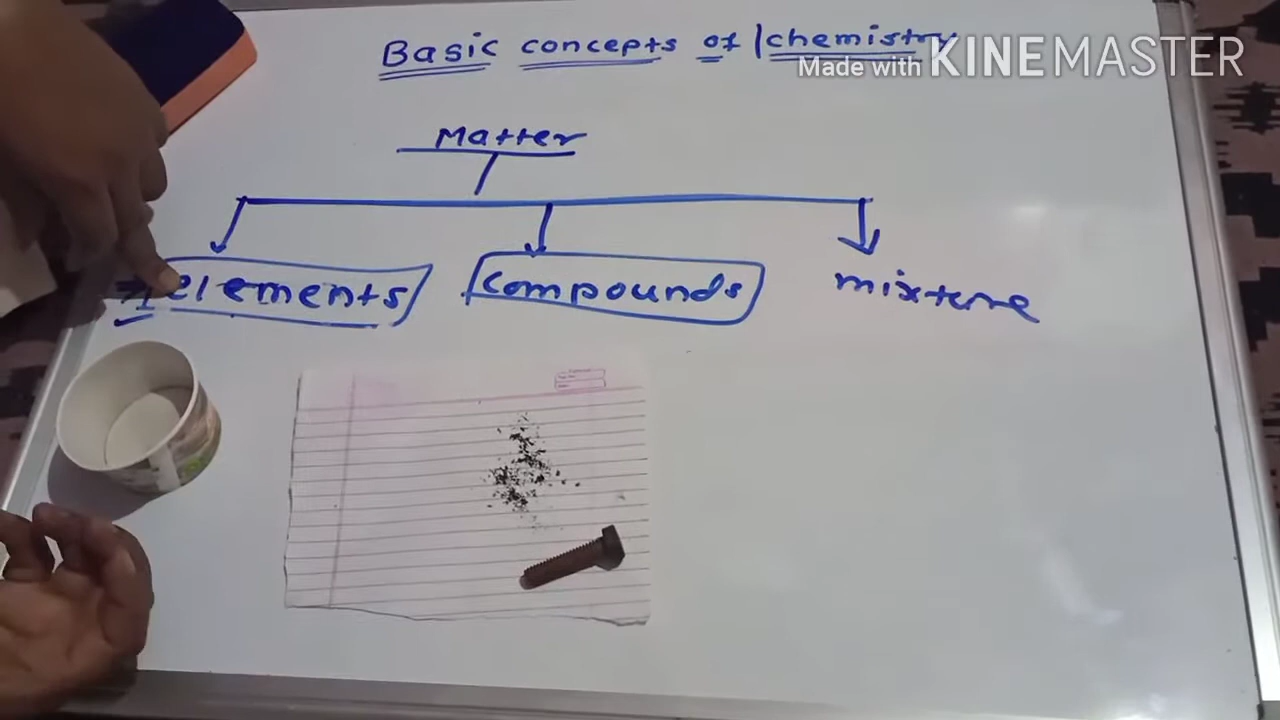 Basic concepts of chemistry
Made with KINEMASTER
Matter
elements compounds mixture